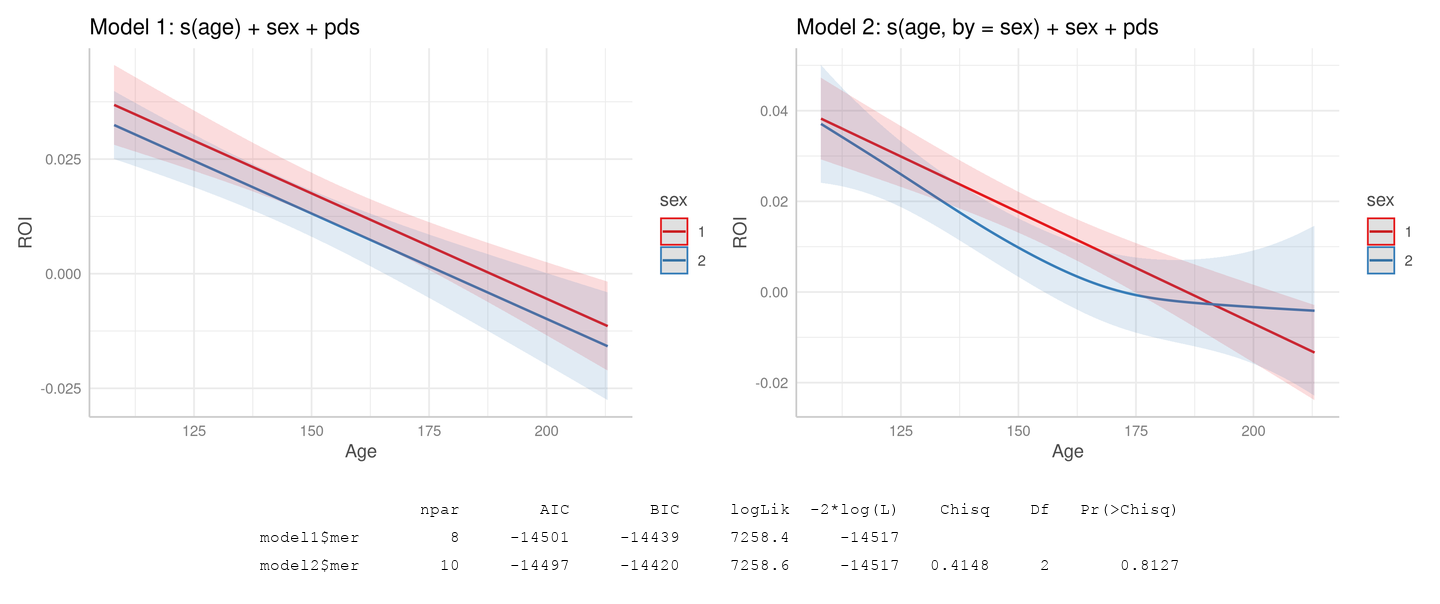 Model 1: s(age) + sex + pds
ROI
0.025
0.000
-0.025
125 150 175 200
Age
sex
1
2
Model 2: s(age, by = sex) + sex + pds
ROI
0.04
0.02
0.00
-0.02
125 150 175 200
Age
sex
1
2
npar AIC BIC logLik -2*log(L) Chisq Df Pr(>Chisq)
model1$mer 8 -14501 -14439 7258.4 -14517
model2$mer 10 -14497 -14420 7258.6 -14517 0.4148 2 0.8127